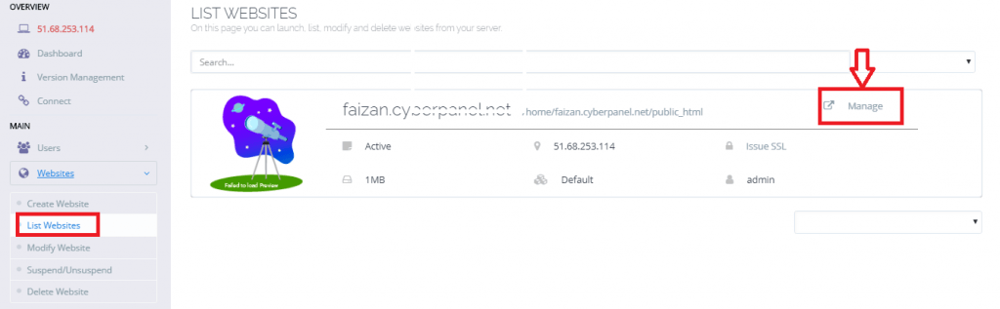 OVERVIEW
51.68.253.114
Dashboard
Version Management
Connect
MAIN
Users
Websites
Create Website
List Websites
Modify Website
Suspend/Unsuspend
Delete Website
LIST WEBSITES
On this page you can launch, list, modify and delete we sites from your server.
Search...
faizan.cyberpanel.net /home/faizan.cyberpanel.net/public_html
Manage
Active
51.68.253.114
Issue SSL
Failed to load Preview
1MB
Default
admin